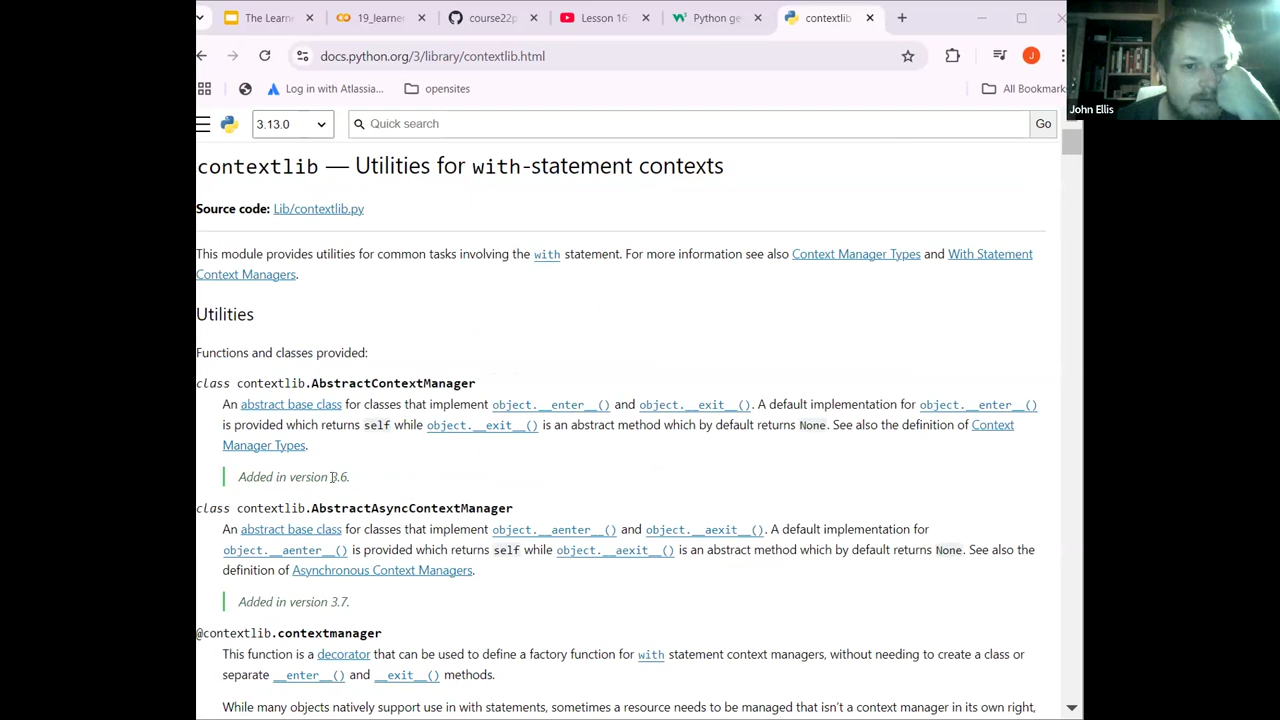 The Learne
19_learner
course22p
Lesson 16:
Python ge
contextlib
docs.python.org/3/library/contextlib.html
J
Log in with Atlassia...
opensites
All Bookmark
John Ellis
3.13.0
Quick search
Go
contextlib — Utilities for with-statement contexts
Source code: Lib/contextlib.py
This module provides utilities for common tasks involving the with statement. For more information see also Context Manager Types and With Statement
Context Managers.
Utilities
Functions and classes provided:
class contextlib.AbstractContextManager
An abstract base class for classes that implement object.__enter__() and object.__exit__(). A default implementation for object.__enter__()
is provided which returns self while object.__exit__() is an abstract method which by default returns None. See also the definition of Context
Manager Types.
Added in version 3.6.
class contextlib.AbstractAsyncContextManager
An abstract base class for classes that implement object.__aenter__() and object.__aexit__(). A default implementation for
object.__aenter__() is provided which returns self while object.__aexit__() is an abstract method which by default returns None. See also the
definition of Asynchronous Context Managers.
Added in version 3.7.
@contextlib.contextmanager
This function is a decorator that can be used to define a factory function for with statement context managers, without needing to create a class or
separate __enter__() and __exit__() methods.
While many objects natively support use in with statements, sometimes a resource needs to be managed that isn't a context manager in its own right,